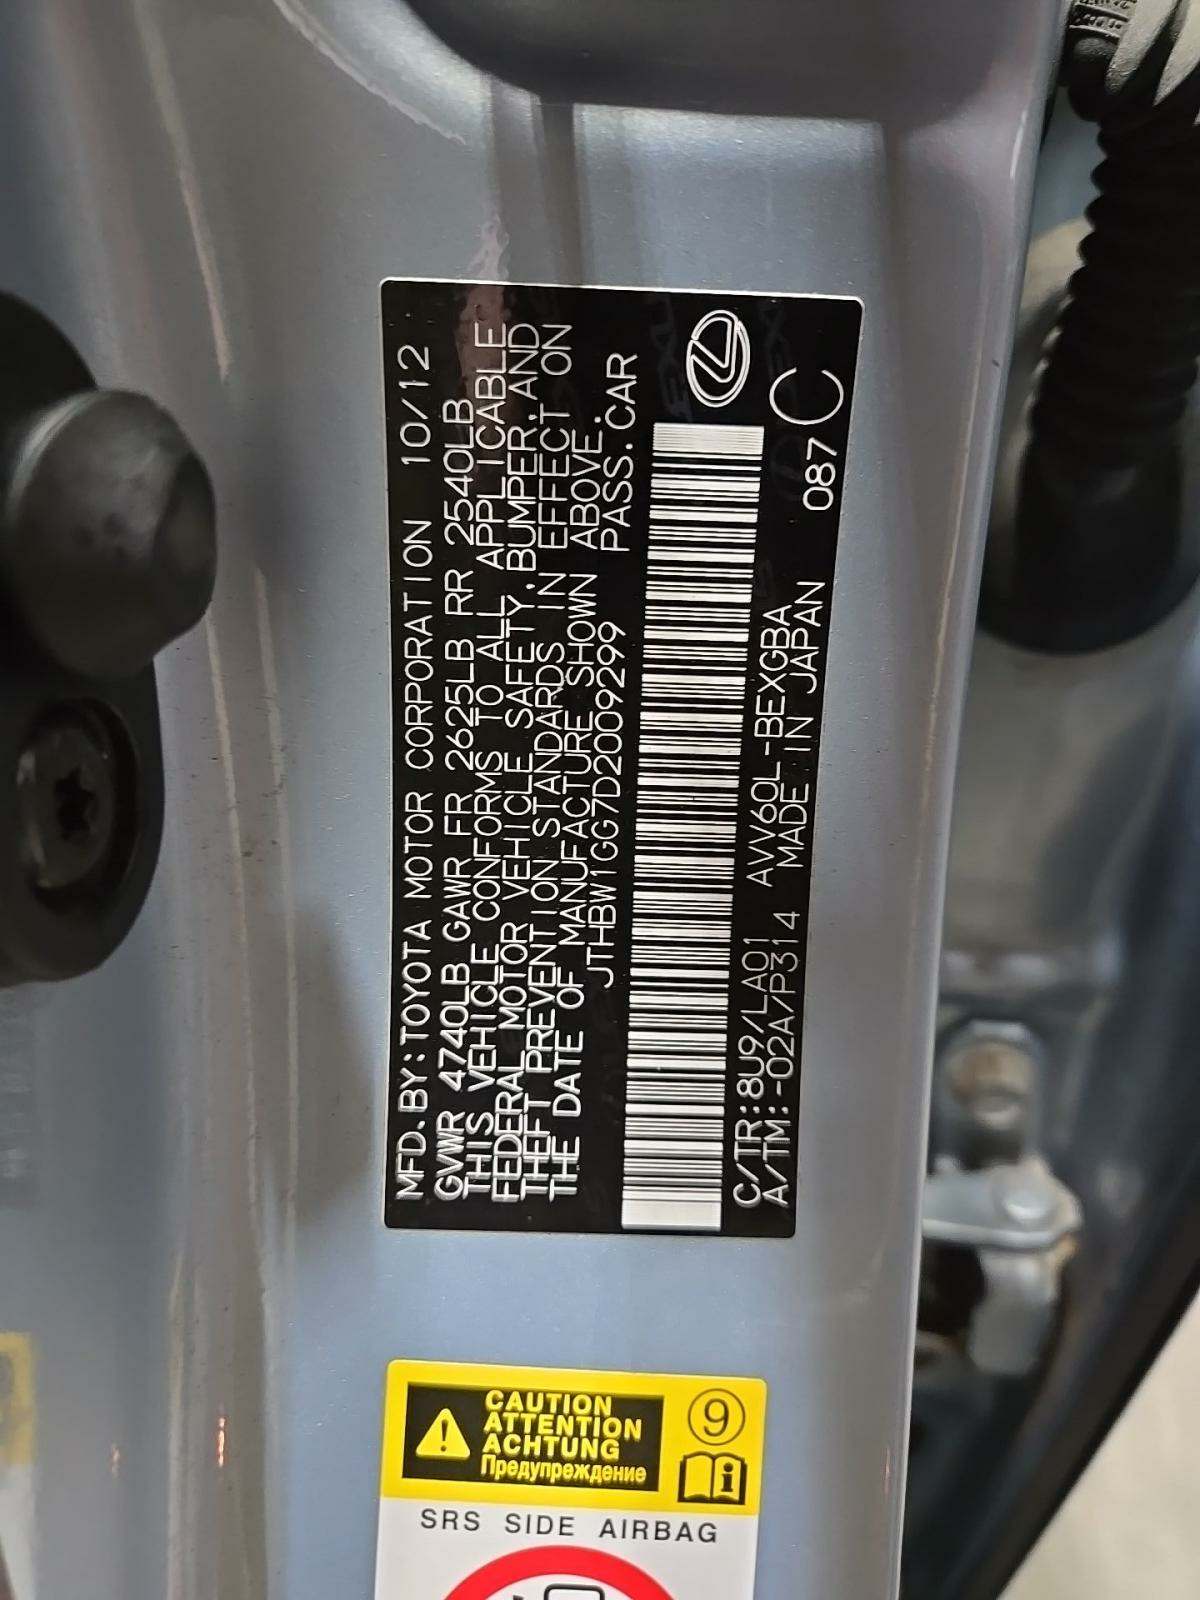 MFD.BY:TOYOTA MOTOR CORPORATION 10/12
GVWR 4740LB GAWR FR 2625LB RR 2540LB
THIS VEHICLE CONFORMS TO ALL APPLICABLE
FEDERAL MOTOR VEHICLE SAFETY,BUMPER,AND
THEFT PREVENTION STANDARDS IN EFFECT ON
THE DATE OF MANUFACTURE SHOWN ABOVE.
JTHBW1GG7D2009299 PASS.CAR
C/TR:8U9/LA01 AVV60L-BEXGBA 087 C
A/TM:-02A/P314 MADE IN JAPAN
CAUTION
ATTENTION
ACHTUNG
Предупреждение
9
SRS SIDE AIRBAG